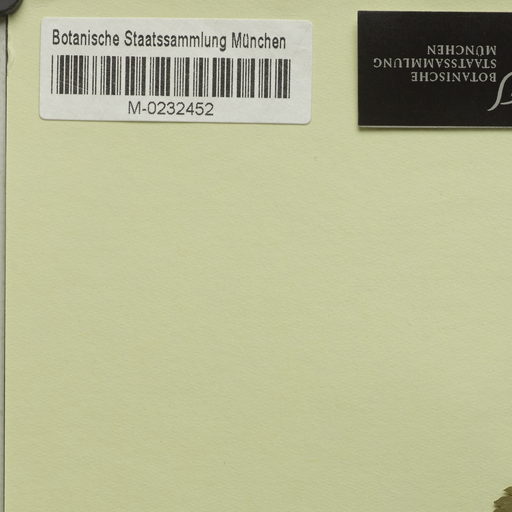 Botanische Staatssammlung München
M-0232452
BOTANISCHE
STAATSSAMMLUNG
MÜNCHEN